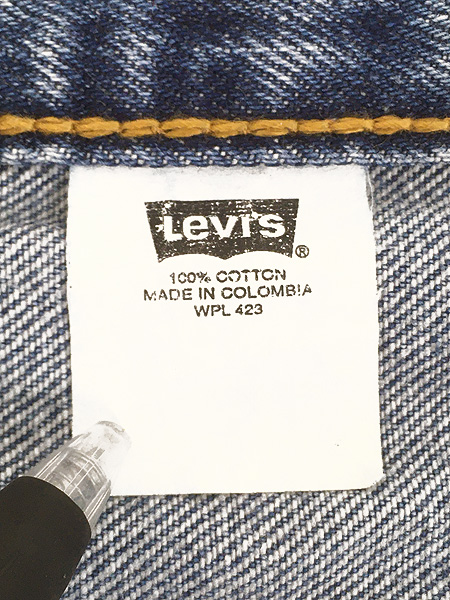 Levi's®
100% COTTON
MADE IN COLOMBIA
WPL 423